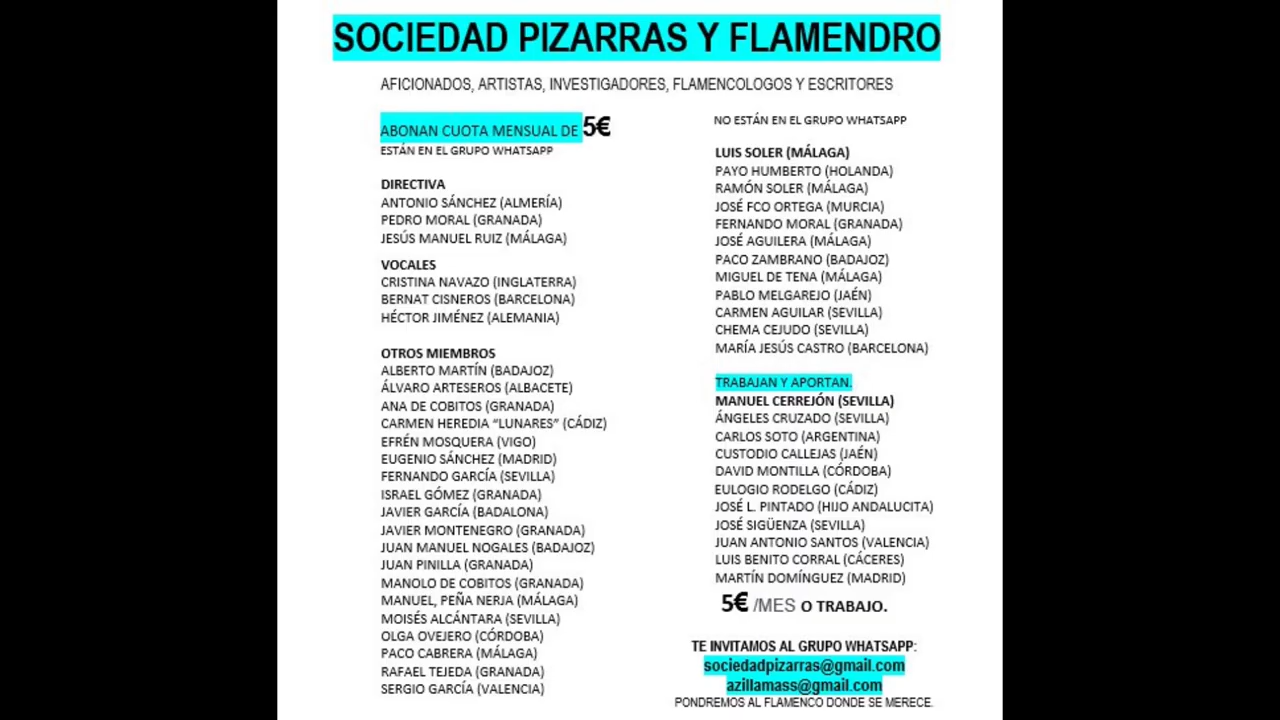 SOCIEDAD PIZARRAS Y FLAMENDRO
AFICIONADOS, ARTISTAS, INVESTIGADORES, FLAMENCOLOGOS Y ESCRITORES
ABONAN CUOTA MENSUAL DE 5€
ESTÁN EN EL GRUPO WHATSAPP
DIRECTIVA
ANTONIO SÁNCHEZ (ALMERÍA)
PEDRO MORAL (GRANADA)
JESÚS MANUEL RUIZ (MÁLAGA)
VOCALES
CRISTINA NAVAZO (INGLATERRA)
BERNAT CISNEROS (BARCELONA)
HÉCTOR JIMÉNEZ (ALEMANIA)
OTROS MIEMBROS
ALBERTO MARTÍN (BADAJOZ)
ÁLVARO ARTESEROS (ALBACETE)
ANA DE COBITOS (GRANADA)
CARMEN HEREDIA “LUNARES” (CÁDIZ)
EFRÉN MOSQUERA (VIGO)
EUGENIO SÁNCHEZ (MADRID)
FERNANDO GARCÍA (SEVILLA)
ISRAEL GÓMEZ (GRANADA)
JAVIER GARCÍA (BADALONA)
JAVIER MONTENEGRO (GRANADA)
JUAN MANUEL NOGALES (BADAJOZ)
JUAN PINILLA (GRANADA)
MANOLO DE COBITOS (GRANADA)
MANUEL, PEÑA NERJA (MÁLAGA)
MOISÉS ALCÁNTARA (SEVILLA)
OLGA OVEJERO (CÓRDOBA)
PACO CABRERA (MÁLAGA)
RAFAEL TEJEDA (GRANADA)
SERGIO GARCÍA (VALENCIA)
NO ESTÁN EN EL GRUPO WHATSAPP
LUIS SOLER (MÁLAGA)
PAYO HUMBERTO (HOLANDA)
RAMÓN SOLER (MÁLAGA)
JOSÉ FCO ORTEGA (MURCIA)
FERNANDO MORAL (GRANADA)
JOSÉ AGUILERA (MÁLAGA)
PACO ZAMBRANO (BADAJOZ)
MIGUEL DE TENA (MÁLAGA)
PABLO MELGAREJO (JAÉN)
CARMEN AGUILAR (SEVILLA)
CHEMA CEJUDO (SEVILLA)
MARÍA JESÚS CASTRO (BARCELONA)
TRABAJAN Y APORTAN.
MANUEL CERREJÓN (SEVILLA)
ÁNGELES CRUZADO (SEVILLA)
CARLOS SOTO (ARGENTINA)
CUSTODIO CALLEJAS (JAÉN)
DAVID MONTILLA (CÓRDOBA)
EULOGIO RODELGO (CÁDIZ)
JOSÉ L. PINTADO (HIJO ANDALUCITA)
JOSÉ SIGÜENZA (SEVILLA)
JUAN ANTONIO SANTOS (VALENCIA)
LUIS BENITO CORRAL (CÁCERES)
MARTÍN DOMÍNGUEZ (MADRID)
5€ /MES O TRABAJO.
TE INVITAMOS AL GRUPO WHATSAPP:
sociedadpizarras@gmail.com
azillamass@gmail.com
PONDREMOS AL FLAMENCO DONDE SE MERECE.